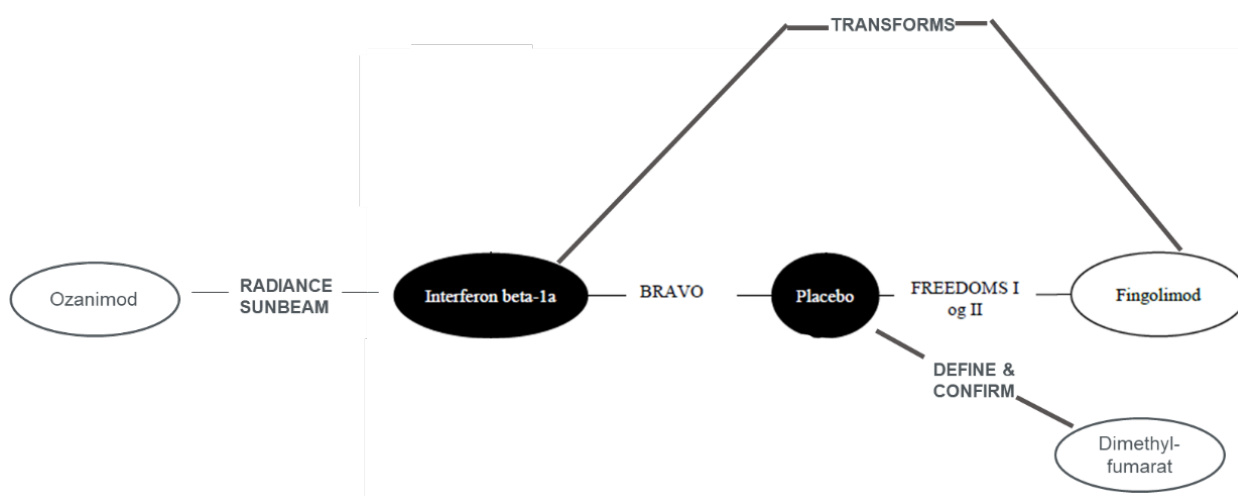 TRANSFORMS
Ozanimod
RADIANCE
SUNBEAM
Interferon beta-1a
BRAVO
Placebo
FREEDOMS I
og II
Fingolimod
DEFINE &
CONFIRM
Dimethyl-
fumarat